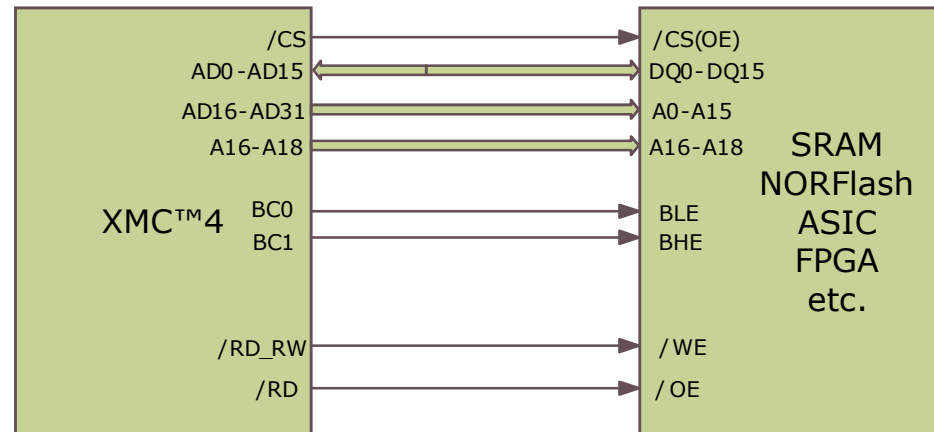 /CS
/CS(OE)
AD0-AD15
DQ0-DQ15
AD16-AD31
A0-A15
A16-A18
A16-A18
XMC™4
BC0
BLE
BC1
BHE
/RD_RW
/WE
/RD
/ OE
SRAM
NORFlash
ASIC
FPGA
etc.